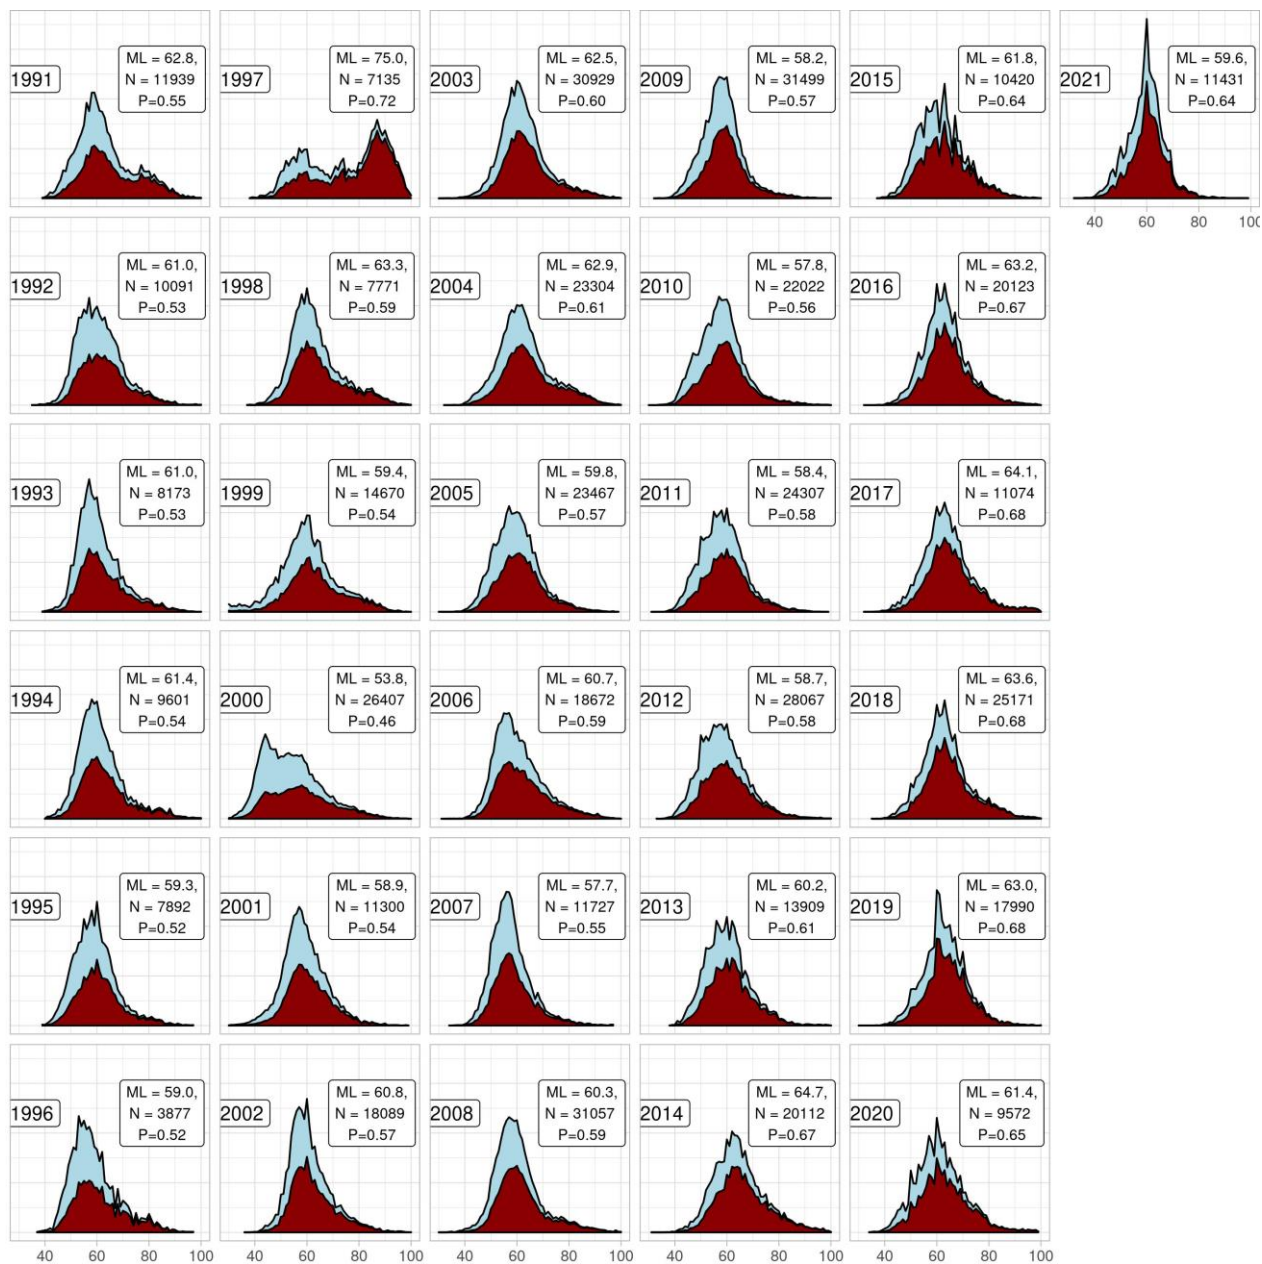 1991
ML = 62.8,
N = 11939
P=0.55
1997
ML = 75.0,
N = 7135
P=0.72
2003
ML = 62.5,
N = 30929
P=0.60
2009
ML = 58.2,
N = 31499
P=0.57
2015
ML = 61.8,
N = 10420
P=0.64
2021
ML = 59.6,
N = 11431
P=0.64
40 60 80 100
1992
ML = 61.0,
N = 10091
P=0.53
1998
ML = 63.3,
N = 7771
P=0.59
2004
ML = 62.9,
N = 23304
P=0.61
2010
ML = 57.8,
N = 22022
P=0.56
2016
ML = 63.2,
N = 20123
P=0.67
1993
ML = 61.0,
N = 8173
P=0.53
1999
ML = 59.4,
N = 14670
P=0.54
2005
ML = 59.8,
N = 23467
P=0.57
2011
ML = 58.4,
N = 24307
P=0.58
2017
ML = 64.1,
N = 11074
P=0.68
1994
ML = 61.4,
N = 9601
P=0.54
2000
ML = 53.8,
N = 26407
P=0.46
2006
ML = 60.7,
N = 18672
P=0.59
2012
ML = 58.7,
N = 28067
P=0.58
2018
ML = 63.6,
N = 25171
P=0.68
1995
ML = 59.3,
N = 7892
P=0.52
2001
ML = 58.9,
N = 11300
P=0.54
2007
ML = 57.7,
N = 11727
P=0.55
2013
ML = 60.2,
N = 13909
P=0.61
2019
ML = 63.0,
N = 17990
P=0.68
1996
ML = 59.0,
N = 3877
P=0.52
2002
ML = 60.8,
N = 18089
P=0.57
2008
ML = 60.3,
N = 31057
P=0.59
2014
ML = 64.7,
N = 20112
P=0.67
2020
ML = 61.4,
N = 9572
P=0.65
40 60 80 100 40 60 80 100 40 60 80 100 40 60 80 100 40 60 80 100